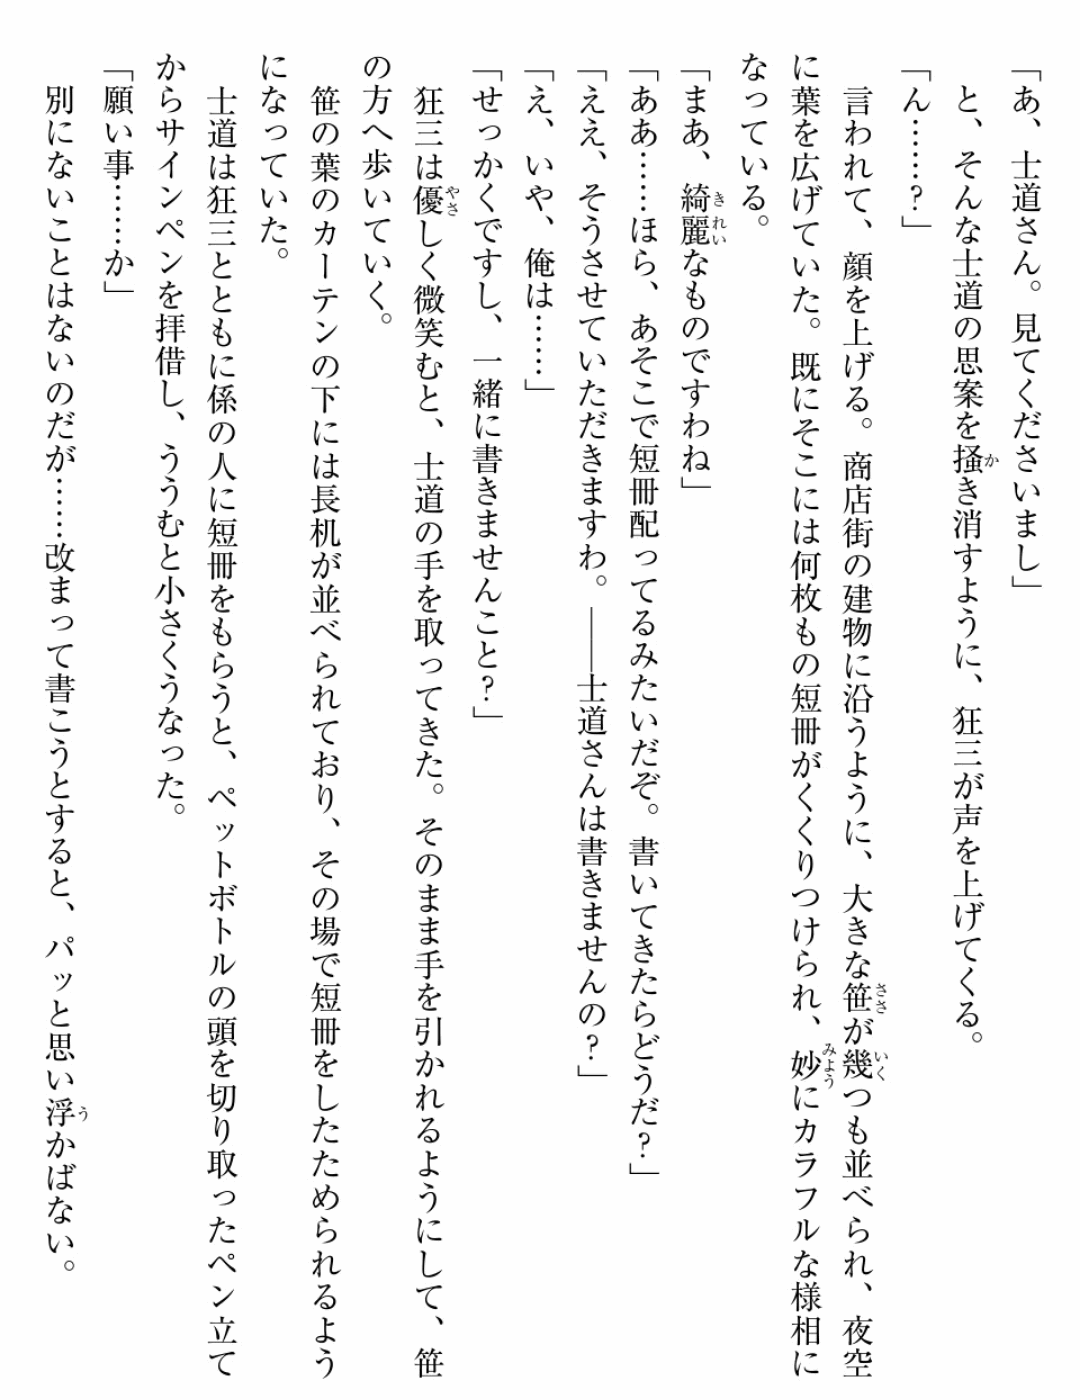 「あ、士道さん。見てくださいまし」
　と、そんな士道の思案を掻き消すように、狂三が声を上げてくる。
「ん……？」
　言われて、顔を上げる。商店街の建物に沿うように、大きな笹が幾つも並べられ、夜空
に葉を広げていた。既にそこには何枚もの短冊がくくりつけられ、妙にカラフルな様相に
なっている。
「まあ、綺麗なものですわね」
「ああ……ほら、あそこで短冊配ってるみたいだぞ。書いてきたらどうだ？」
「ええ、そうさせていただきますわ。――士道さんは書きませんの？」
「え、いや、俺は……」
「せっかくですし、一緒に書きませんこと？」
　狂三は優しく微笑むと、士道の手を取ってきた。そのまま手を引かれるようにして、笹
の方へ歩いていく。
　笹の葉のカーテンの下には長机が並べられており、その場で短冊をしたためられるよう
になっていた。
　士道は狂三とともに係の人に短冊をもらうと、ペットボトルの頭を切り取ったペン立て
からサインペンを拝借し、ううむと小さくうなった。
「願い事……か」
　別にないことはないのだが……改まって書こうとすると、パッと思い浮かばない。